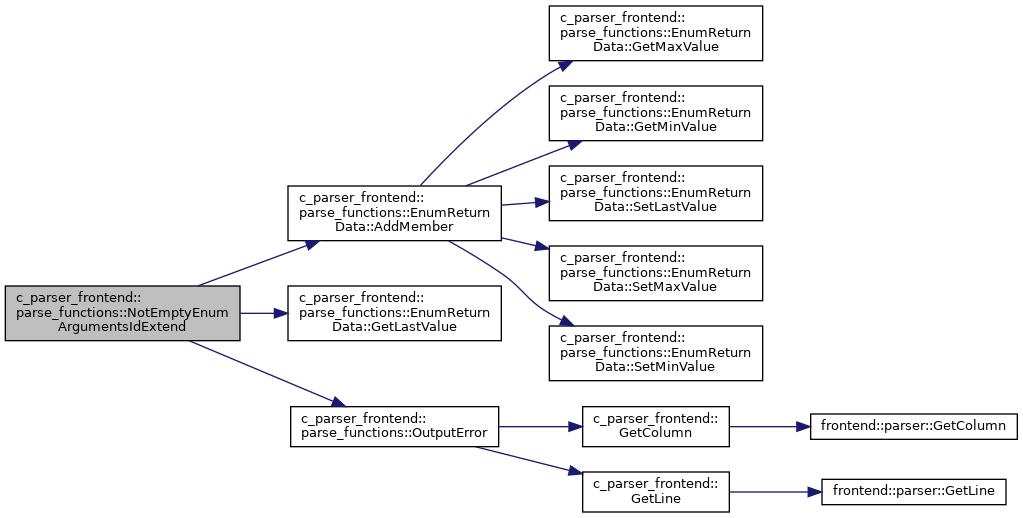 c_parser_frontend::
parse_functions::NotEmptyEnum
ArgumentsIdExtend
c_parser_frontend::
parse_functions::EnumReturn
Data::AddMember
c_parser_frontend::
parse_functions::EnumReturn
Data::GetLastValue
c_parser_frontend::
parse_functions::OutputError
c_parser_frontend::
parse_functions::EnumReturn
Data::GetMaxValue
c_parser_frontend::
parse_functions::EnumReturn
Data::GetMinValue
c_parser_frontend::
parse_functions::EnumReturn
Data::SetLastValue
c_parser_frontend::
parse_functions::EnumReturn
Data::SetMaxValue
c_parser_frontend::
parse_functions::EnumReturn
Data::SetMinValue
c_parser_frontend::
GetColumn
c_parser_frontend::
GetLine
frontend::parser::GetColumn
frontend::parser::GetLine